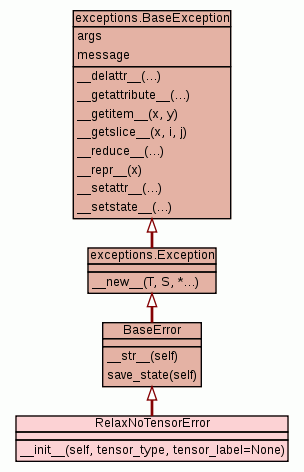 exceptions.BaseException
args
message
__delattr__(...)
__getattribute__(...)
__getitem__(x, y)
__getslice__(x, i, j)
__reduce__(...)
__repr__(x)
__setattr__(...)
__setstate__(...)
exceptions.Exception
__new__(T, S, *...)
BaseError
__str__(self)
save_state(self)
RelaxNoTensorError
__init__(self, tensor_type, tensor_label=None)